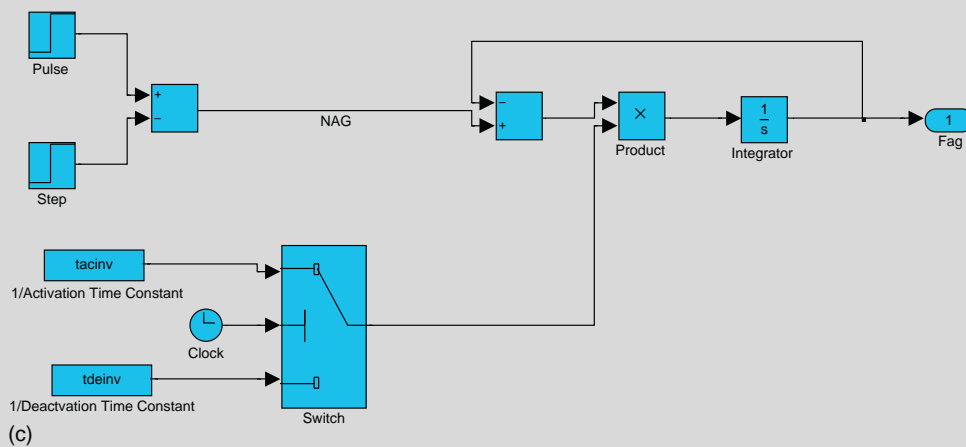 Pulse
+
−
Step
NAG
−
+
×
Product
1
s
Integrator
1
Fag
tacinv
1/Activation Time Constant
Clock
tdeinv
1/Deactvation Time Constant
Switch
(c)